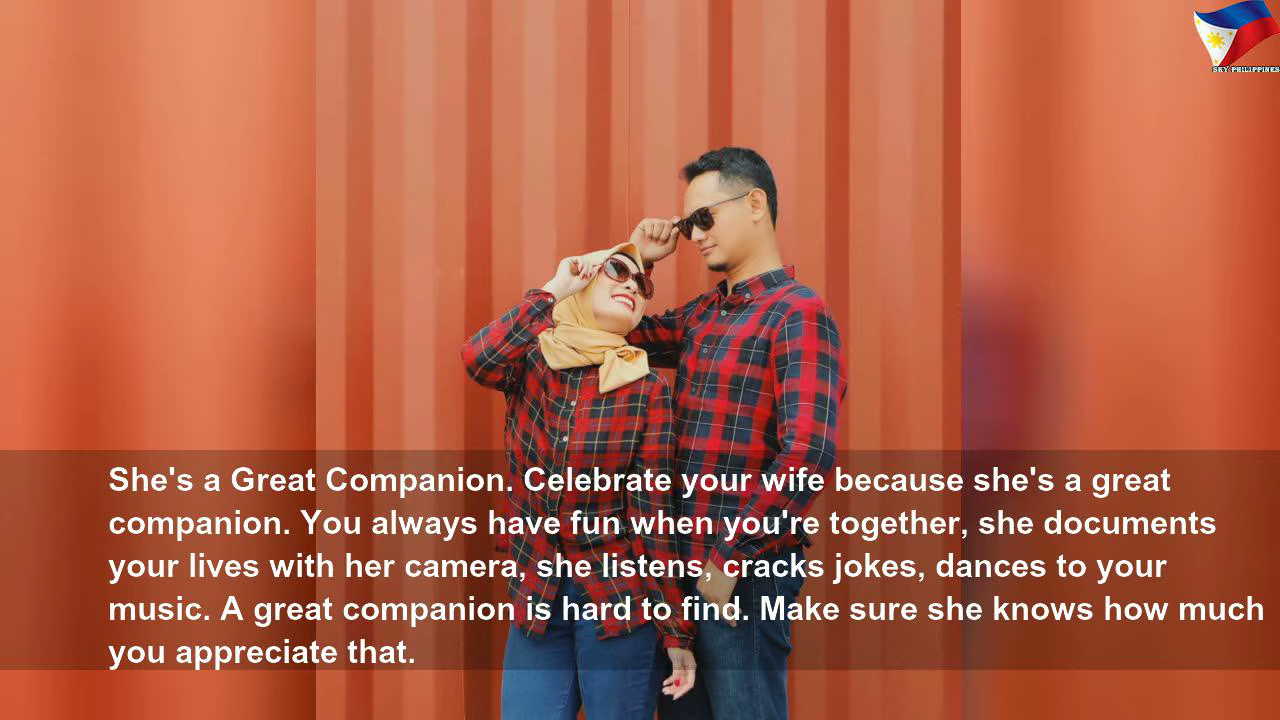 SKY PHILIPPINES
She's a Great Companion. Celebrate your wife because she's a great
companion. You always have fun when you're together, she documents
your lives with her camera, she listens, cracks jokes, dances to your
music. A great companion is hard to find. Make sure she knows how much
you appreciate that.